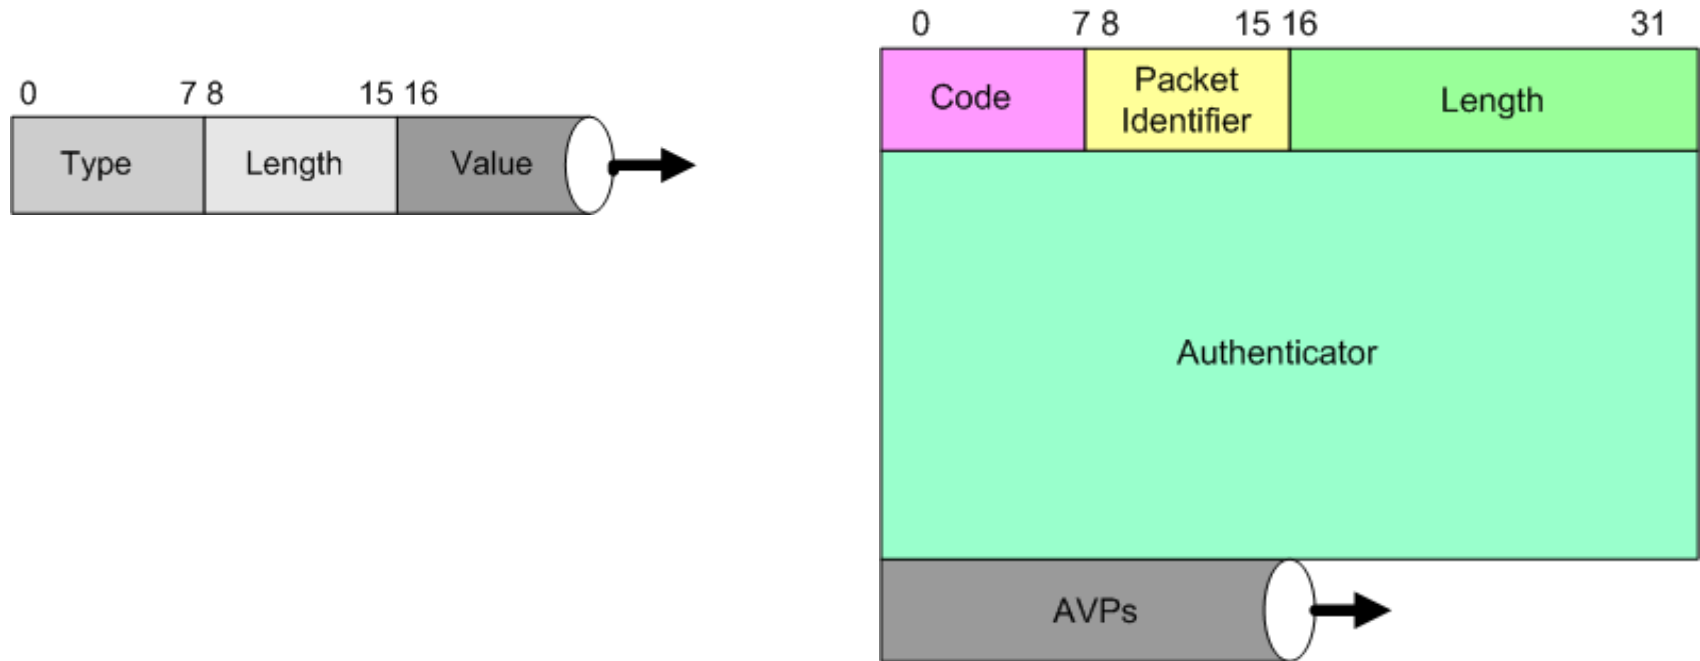 0 7 8 15 16
Type Length Value
0 7 8 15 16 31
Code
Packet
Identifier
Length
Authenticator
AVPs